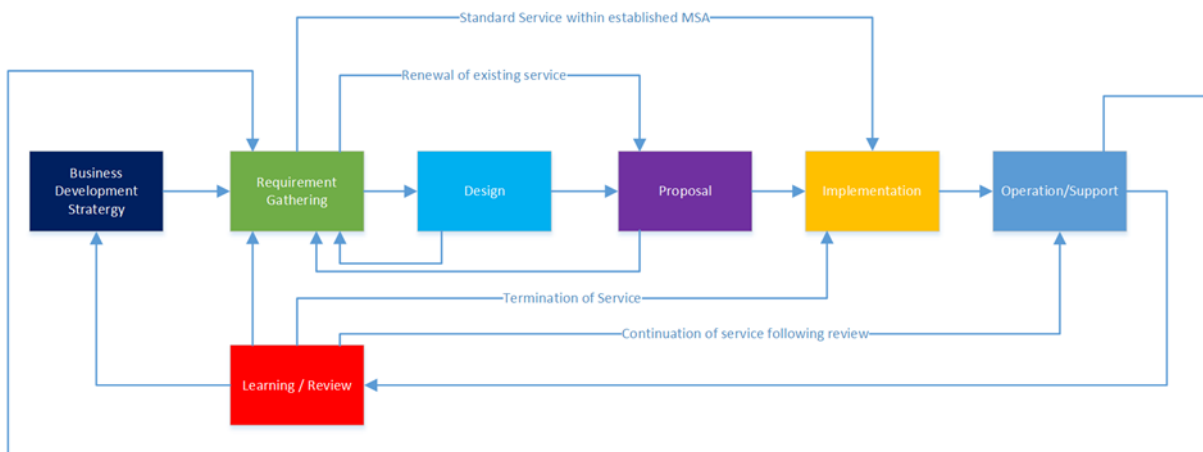 Standard Service within established MSA
Renewal of existing service
Business
Development
Stratergy
Requirement
Gathering
Design
Proposal
Implementation
Operation/Support
Termination of Service
Continuation of service following review
Learning / Review